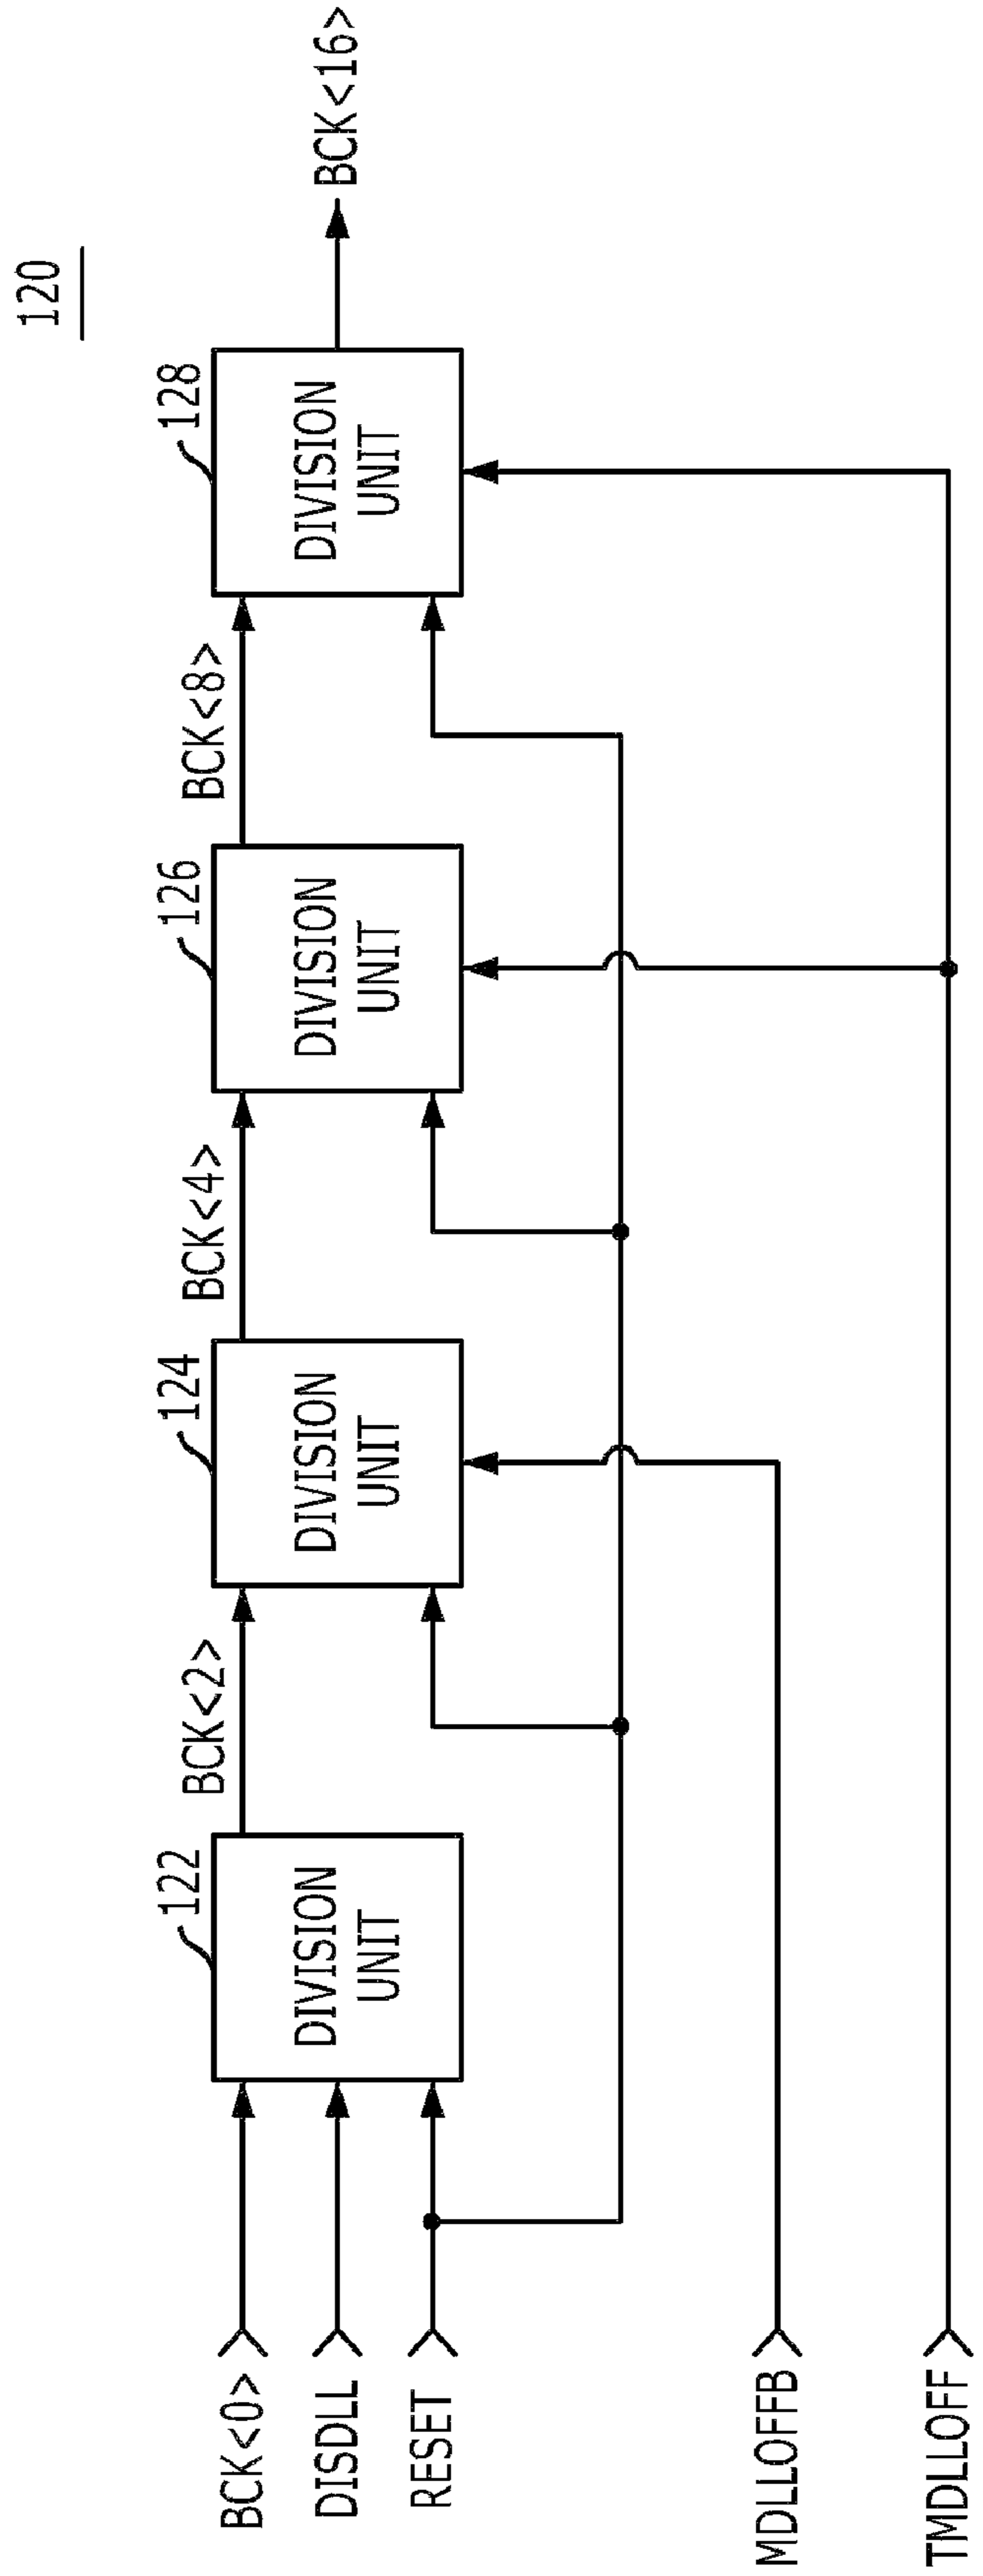 120
122
124
126
128
BCK<0>
DISDLL
RESET
MDLLOFFB
TMDLLOFF
DIVISION
UNIT
BCK<2>
DIVISION
UNIT
BCK<4>
DIVISION
UNIT
BCK<8>
DIVISION
UNIT
BCK<16>